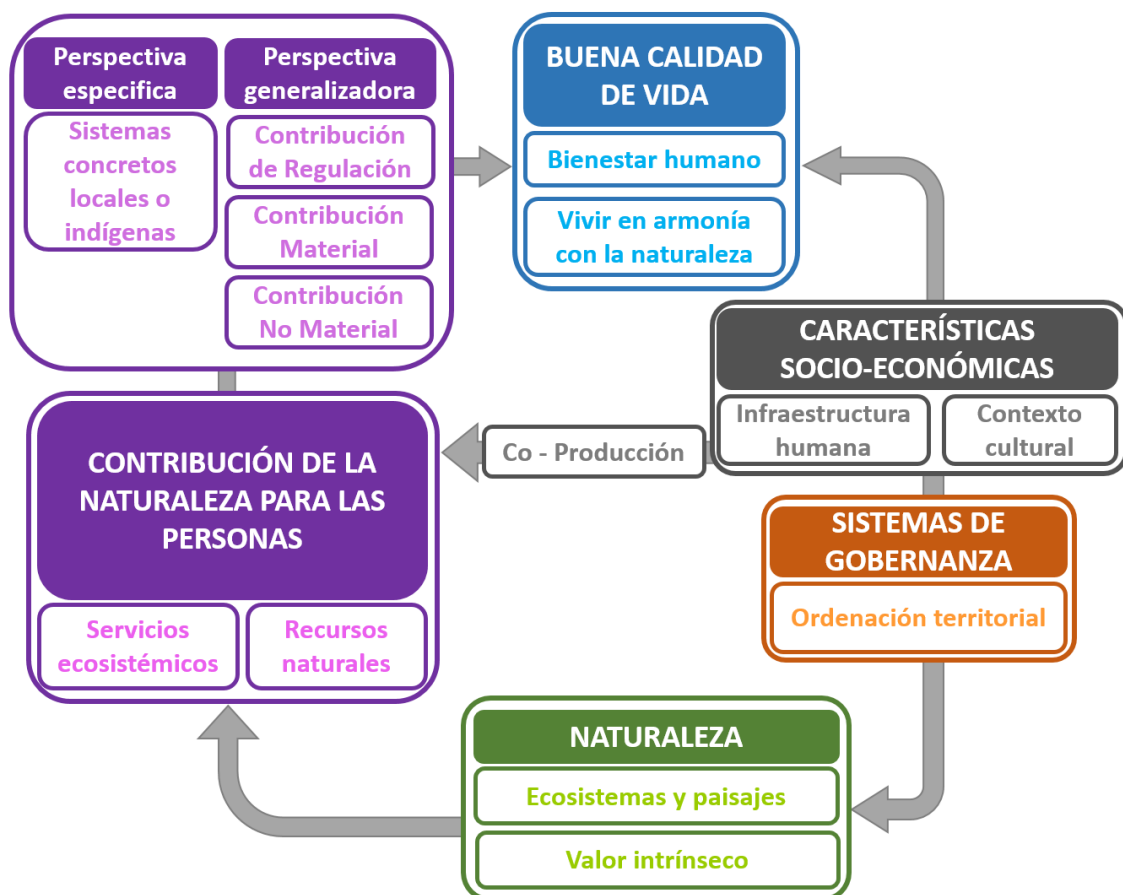 Perspectiva
especifica
Sistemas
concretos
locales o
indígenas
Perspectiva
generalizadora
Contribución
de Regulación
Contribución
Material
Contribución
No Material
BUENA CALIDAD
DE VIDA
Bienestar humano
Vivir en armonía
con la naturaleza
CARACTERÍSTICAS
SOCIO-ECONÓMICAS
Infraestructura
humana
Contexto
cultural
Co - Producción
CONTRIBUCIÓN DE LA
NATURALEZA PARA LAS
PERSONAS
Servicios
ecosistémicos
Recursos
naturales
SISTEMAS DE
GOBERNANZA
Ordenación territorial
NATURALEZA
Ecosistemas y paisajes
Valor intrínseco